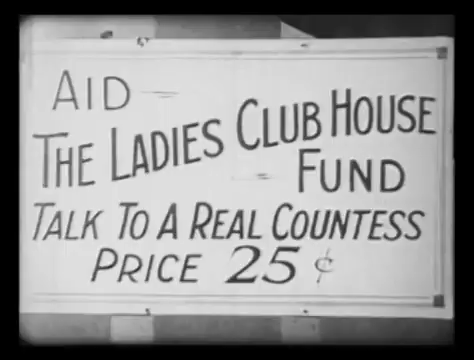 AID
THE LADIES CLUB HOUSE
FUND
TALK TO A REAL COUNTESS
PRICE 25 ¢